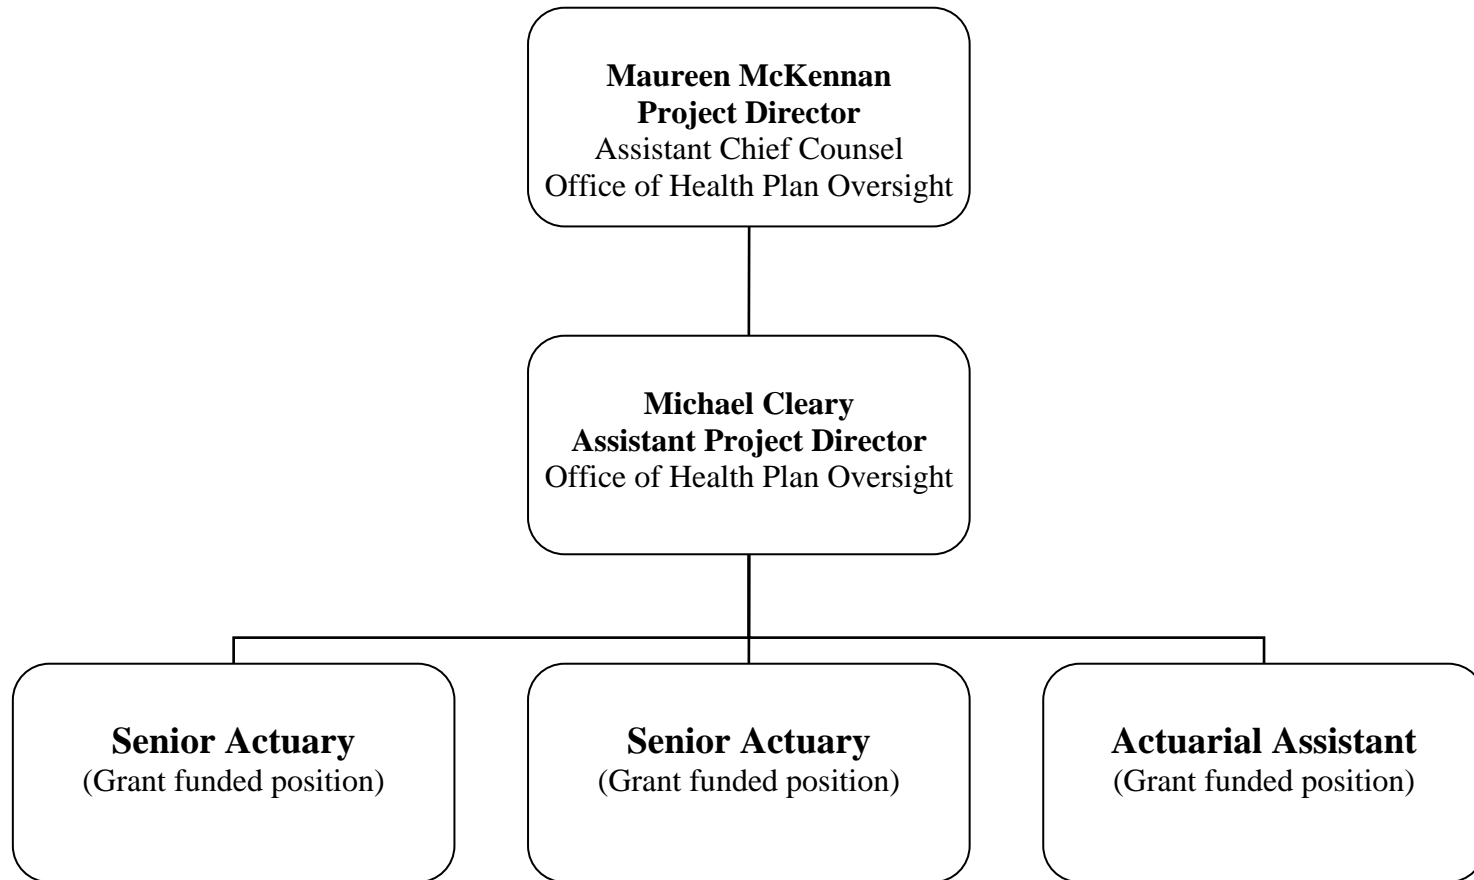 Maureen McKennan
Project Director
Assistant Chief Counsel
Office of Health Plan Oversight
Michael Cleary
Assistant Project Director
Office of Health Plan Oversight
Senior Actuary
(Grant funded position)
Senior Actuary
(Grant funded position)
Actuarial Assistant
(Grant funded position)